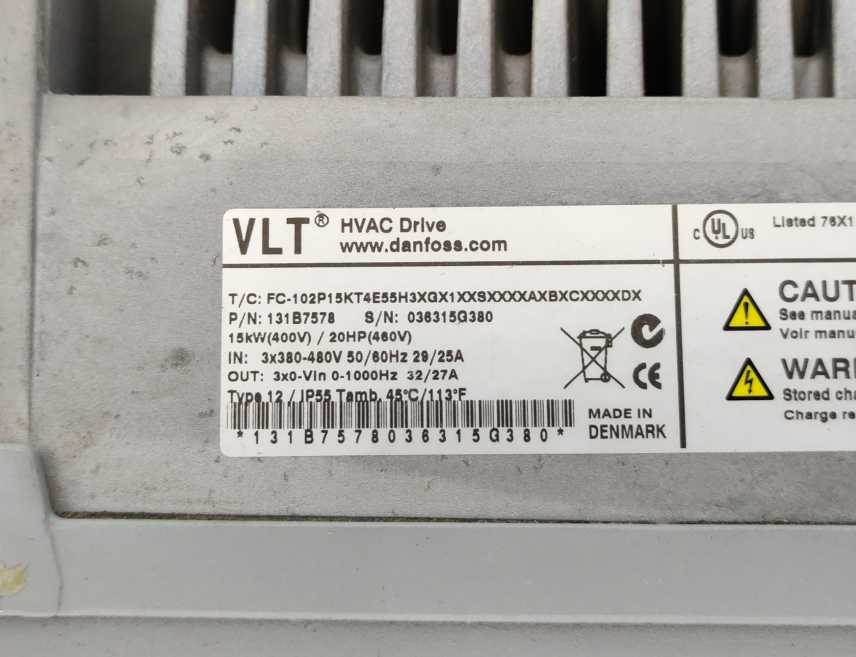 VLT® HVAC Drive
www.danfoss.com
T/C: FC-102P15KT4E55H3XGX1XXSXXXXAXBXCXXXXDX
P/N: 131B7578 S/N: 036315G380
15kW(400V) / 20HP(460V)
IN: 3x380-480V 50/60Hz 29/25A
OUT: 3x0-Vin 0-1000Hz 32/27A
Type 12 / IP55 Tamb. 45°C/113°F
*131B7578036315G380*
CE
MADE IN
DENMARK
C UL US
Listed 76X1
CAUT
See manua
Voir manu
WAR
Stored cha
Charge re